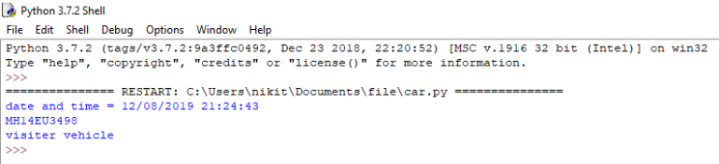 Python 3.7.2 Shell
File Edit Shell Debug Options Window Help
Python 3.7.2 (tags/v3.7.2:9a3ffc0492, Dec 23 2018, 22:20:52) [MSC v.1916 32 bit (Intel)] on win32
Type "help", "copyright", "credits" or "license()" for more information.
>>>
=============== RESTART: C:\Users\nikit\Documents\file\car.py ===============
date and time = 12/08/2019 21:24:43
MH14EU3498
visiter vehicle
>>>